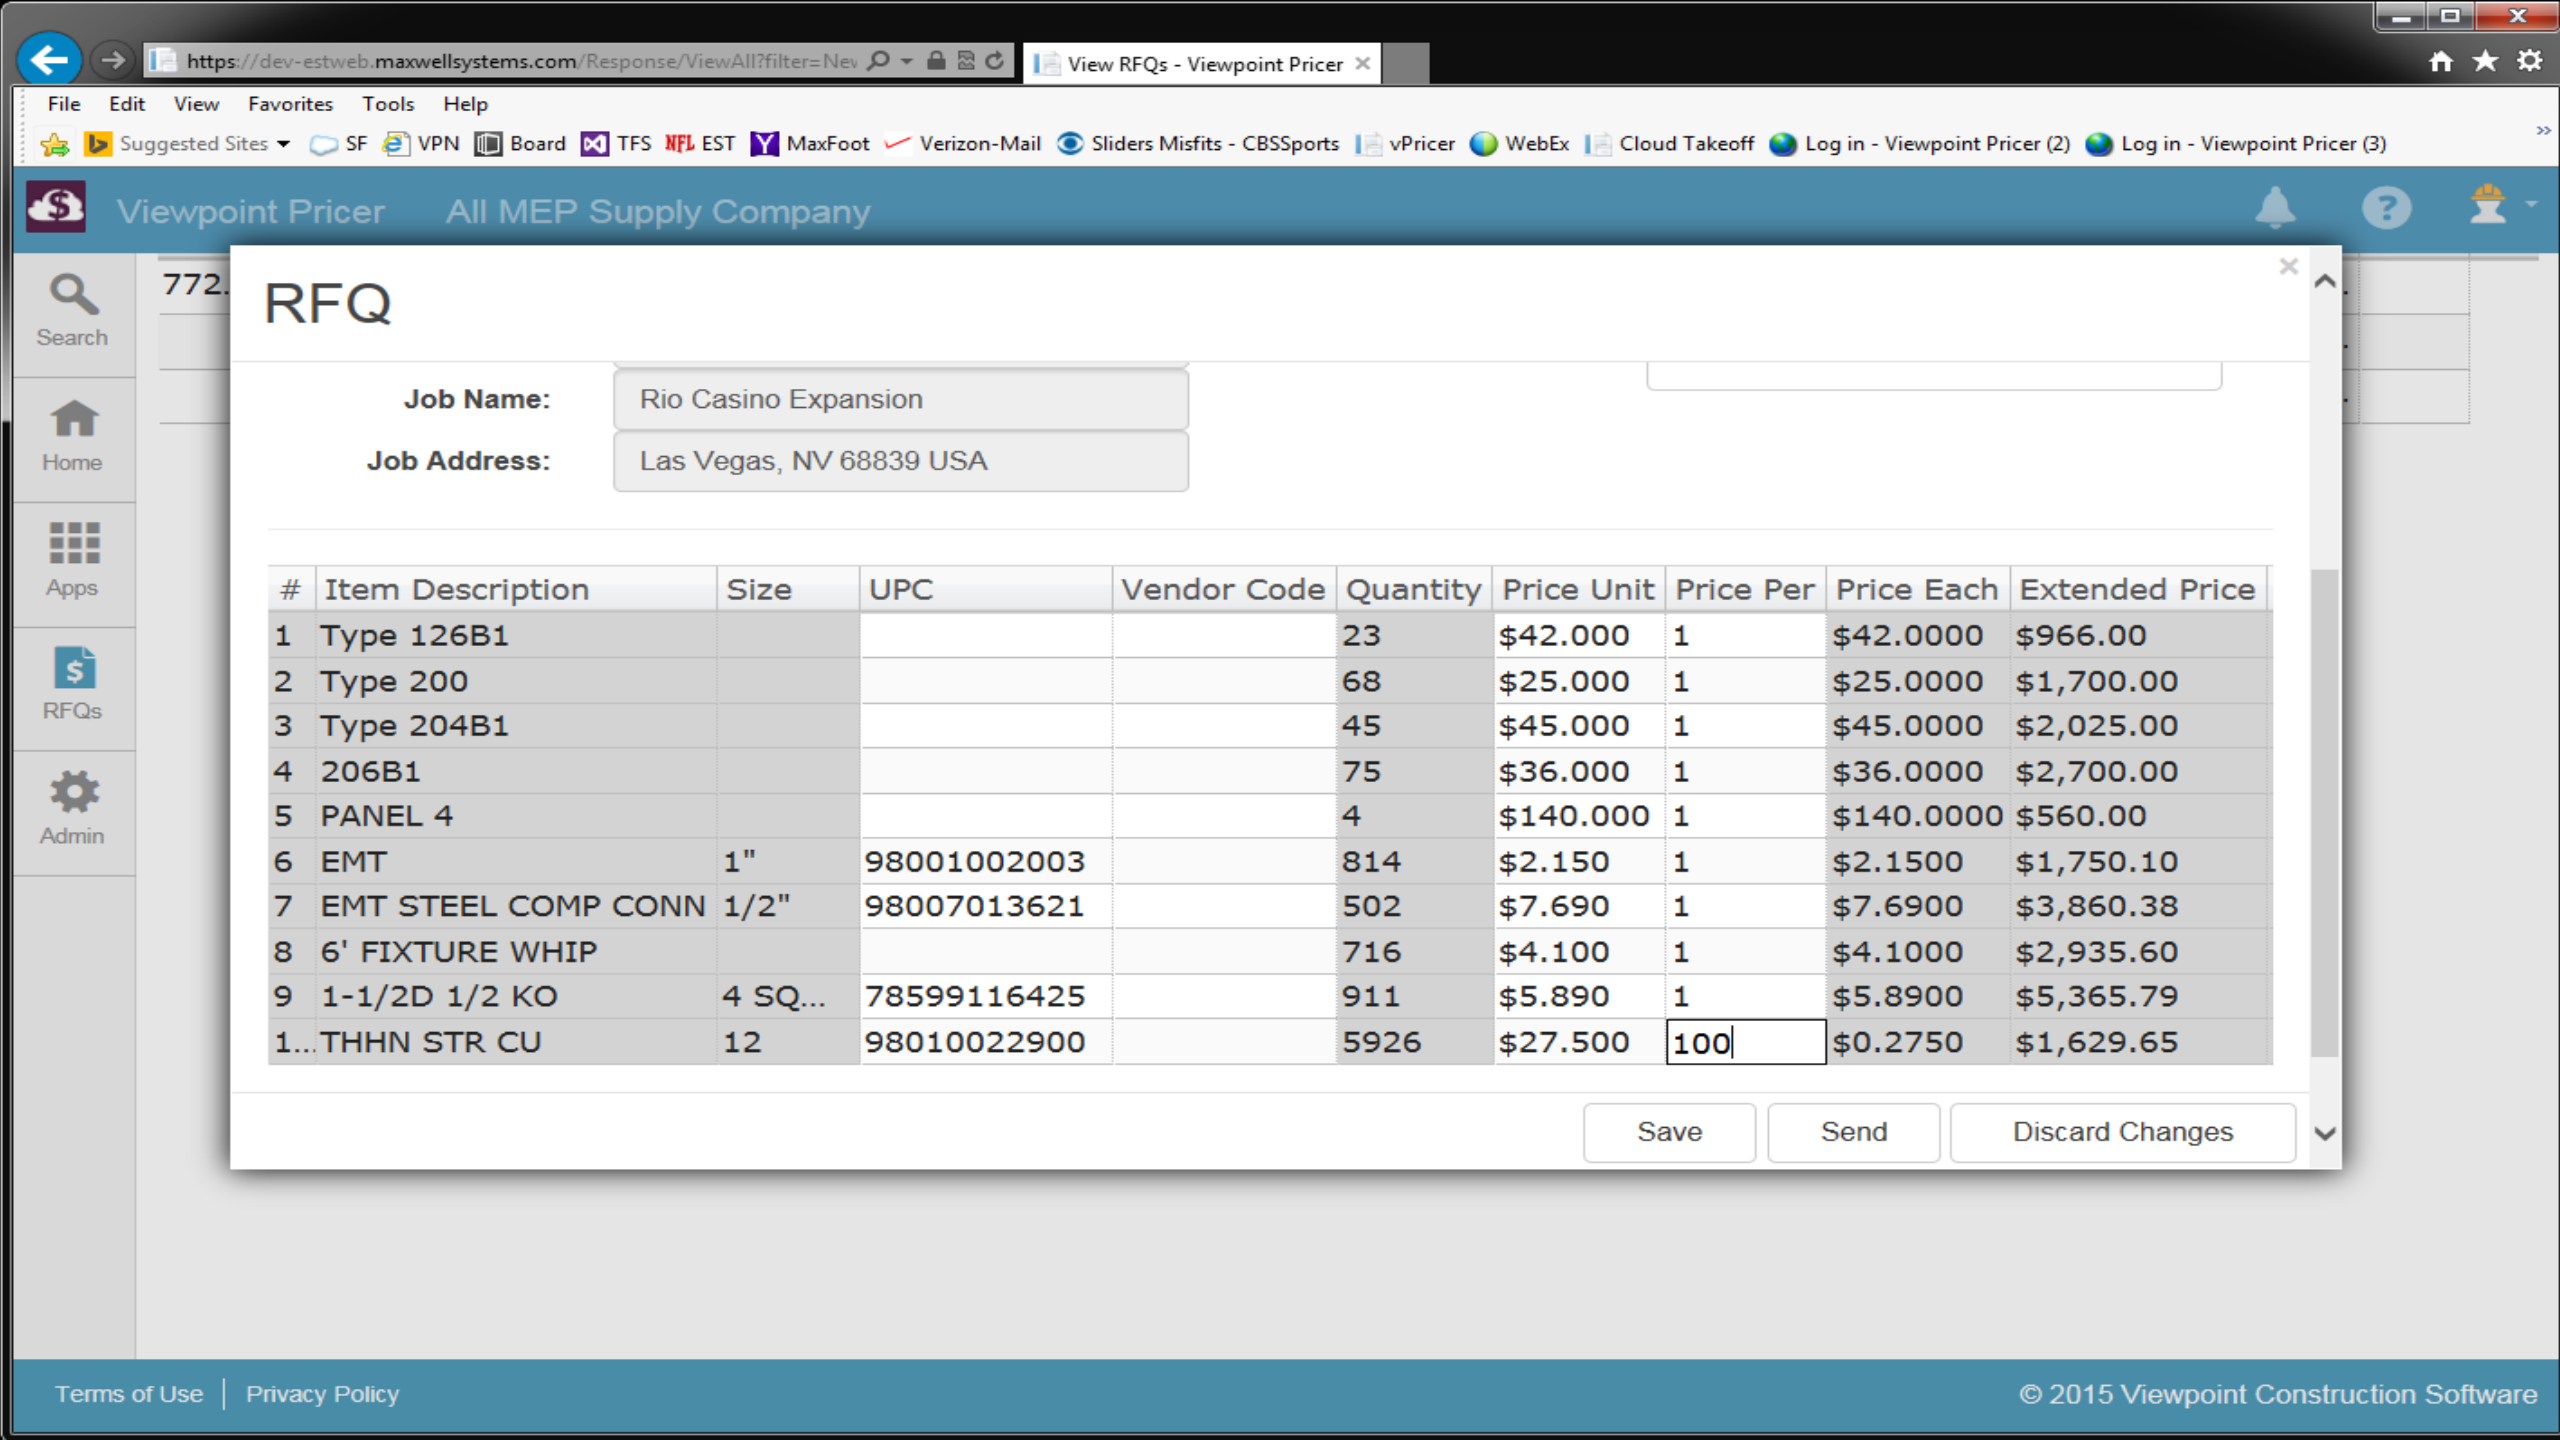 https://dev-estweb.maxwellsystems.com/Response/ViewAll?filter=Nev
View RFQs - Viewpoint Pricer
File Edit View Favorites Tools Help
Suggested Sites SF VPN Board TFS NFL EST MaxFoot Verizon-Mail Sliders Misfits - CBSSports vPricer WebEx Cloud Takeoff Log in - Viewpoint Pricer (2) Log in - Viewpoint Pricer (3)
Viewpoint Pricer All MEP Supply Company
Search
Home
Apps
RFQs
Admin
772.
RFQ
Job Name: Rio Casino Expansion
Job Address: Las Vegas, NV 68839 USA
# Item Description Size UPC Vendor Code Quantity Price Unit Price Per Price Each Extended Price
1 Type 126B1 23 $42.000 1 $42.0000 $966.00
2 Type 200 68 $25.000 1 $25.0000 $1,700.00
3 Type 204B1 45 $45.000 1 $45.0000 $2,025.00
4 206B1 75 $36.000 1 $36.0000 $2,700.00
5 PANEL 4 4 $140.000 1 $140.0000 $560.00
6 EMT 1" 98001002003 814 $2.150 1 $2.1500 $1,750.10
7 EMT STEEL COMP CONN 1/2" 98007013621 502 $7.690 1 $7.6900 $3,860.38
8 6' FIXTURE WHIP 716 $4.100 1 $4.1000 $2,935.60
9 1-1/2D 1/2 KO 4 SQ... 78599116425 911 $5.890 1 $5.8900 $5,365.79
1... THHN STR CU 12 98010022900 5926 $27.500 100 $0.2750 $1,629.65
Save Send Discard Changes
Terms of Use | Privacy Policy
© 2015 Viewpoint Construction Software